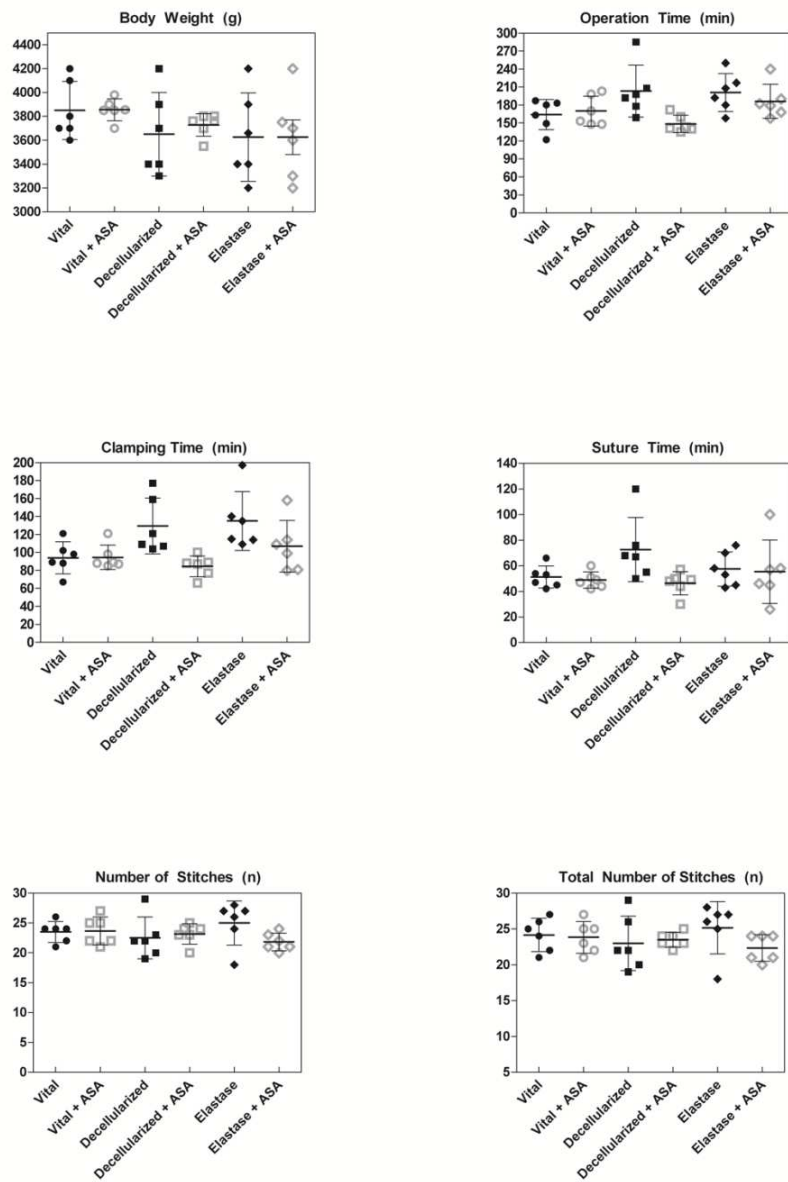 Body Weight (g)
4400
4200
4000
3800
3600
3400
3200
3000
Vital
Vital + ASA
Decellularized
Decellularized + ASA
Elastase
Elastase + ASA
Operation Time (min)
300
270
240
210
180
150
120
90
60
30
0
Vital
Vital + ASA
Decellularized
Decellularized + ASA
Elastase
Elastase + ASA
Clamping Time (min)
200
180
160
140
120
100
80
60
40
20
0
Vital
Vital + ASA
Decellularized
Decellularized + ASA
Elastase
Elastase + ASA
Suture Time (min)
140
120
100
80
60
40
20
0
Vital
Vital + ASA
Decellularized
Decellularized + ASA
Elastase
Elastase + ASA
Number of Stitches (n)
30
25
20
15
10
5
0
Vital
Vital + ASA
Decellularized
Decellularized + ASA
Elastase
Elastase + ASA
Total Number of Stitches (n)
30
25
20
15
10
5
Vital
Vital + ASA
Decellularized
Decellularized + ASA
Elastase
Elastase + ASA